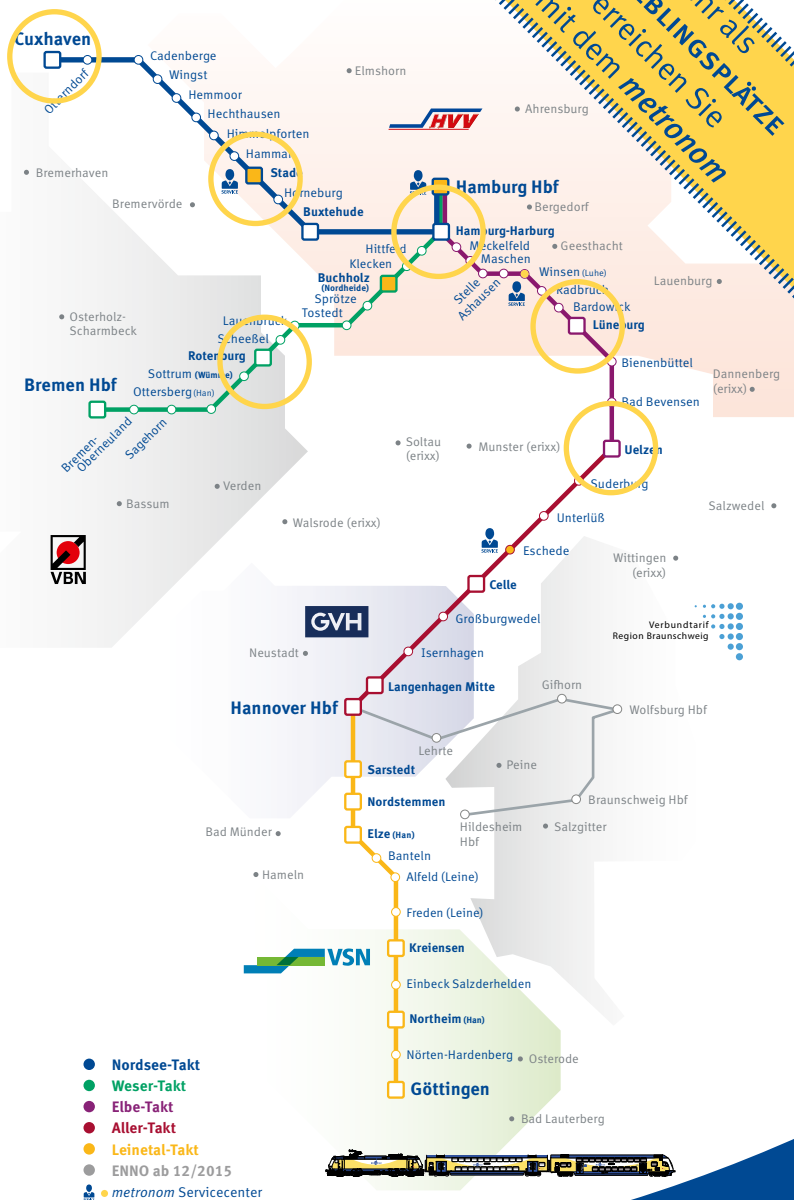 hr als
EBLINGSPLÄTZE
erreichen Sie
mit dem metronom
Cuxhaven
Otterndorf
Cadenberge
Wingst
Hemmoor
Hechthausen
Himmelpforten
Hammah
Stade
Horneburg
Buxtehude
SERVICE
Elmshorn
HVV
Ahrensburg
Bremerhaven
Bremervörde
SERVICE
Hamburg Hbf
Bergedorf
Hamburg-Harburg
Geesthacht
Hittfeld
Klecken
Buchholz
(Nordheide)
Sprötze
Tostedt
Lauenbrück
Scheeßel
Rotenburg
(Wümme)
Sottrum
Ottersberg (Han)
Bremen Hbf
Sagehorn
Bremen-
Oberneuland
Meckelfeld
Maschen
Stelle
Ashausen
SERVICE
Winsen (Luhe)
Radbruch
Bardowick
Lüneburg
Lauenburg
Osterholz-
Scharmbeck
Bienenbüttel
Dannenberg
(erixx)
Bad Bevensen
Uelzen
Soltau
(erixx)
Munster (erixx)
Suderburg
Verden
Bassum
Walsrode (erixx)
Salzwedel
Unterlüß
SERVICE
Eschede
Wittingen
(erixx)
VBN
Celle
GVH
Großburgwedel
Verbundtarif
Region Braunschweig
Neustadt
Isernhagen
Langenhagen Mitte
Hannover Hbf
Gifhorn
Wolfsburg Hbf
Lehrte
Peine
Sarstedt
Nordstemmen
Braunschweig Hbf
Hildesheim
Hbf
Salzgitter
Bad Münder
Elze (Han)
Banteln
Hameln
Alfeld (Leine)
Freden (Leine)
Kreiensen
VSN
Einbeck Salzderhelden
Northeim (Han)
Nörten-Hardenberg
Osterode
Göttingen
Bad Lauterberg
Nordsee-Takt
Weser-Takt
Elbe-Takt
Aller-Takt
Leinetal-Takt
ENNO ab 12/2015
SERVICE
metronom Servicecenter